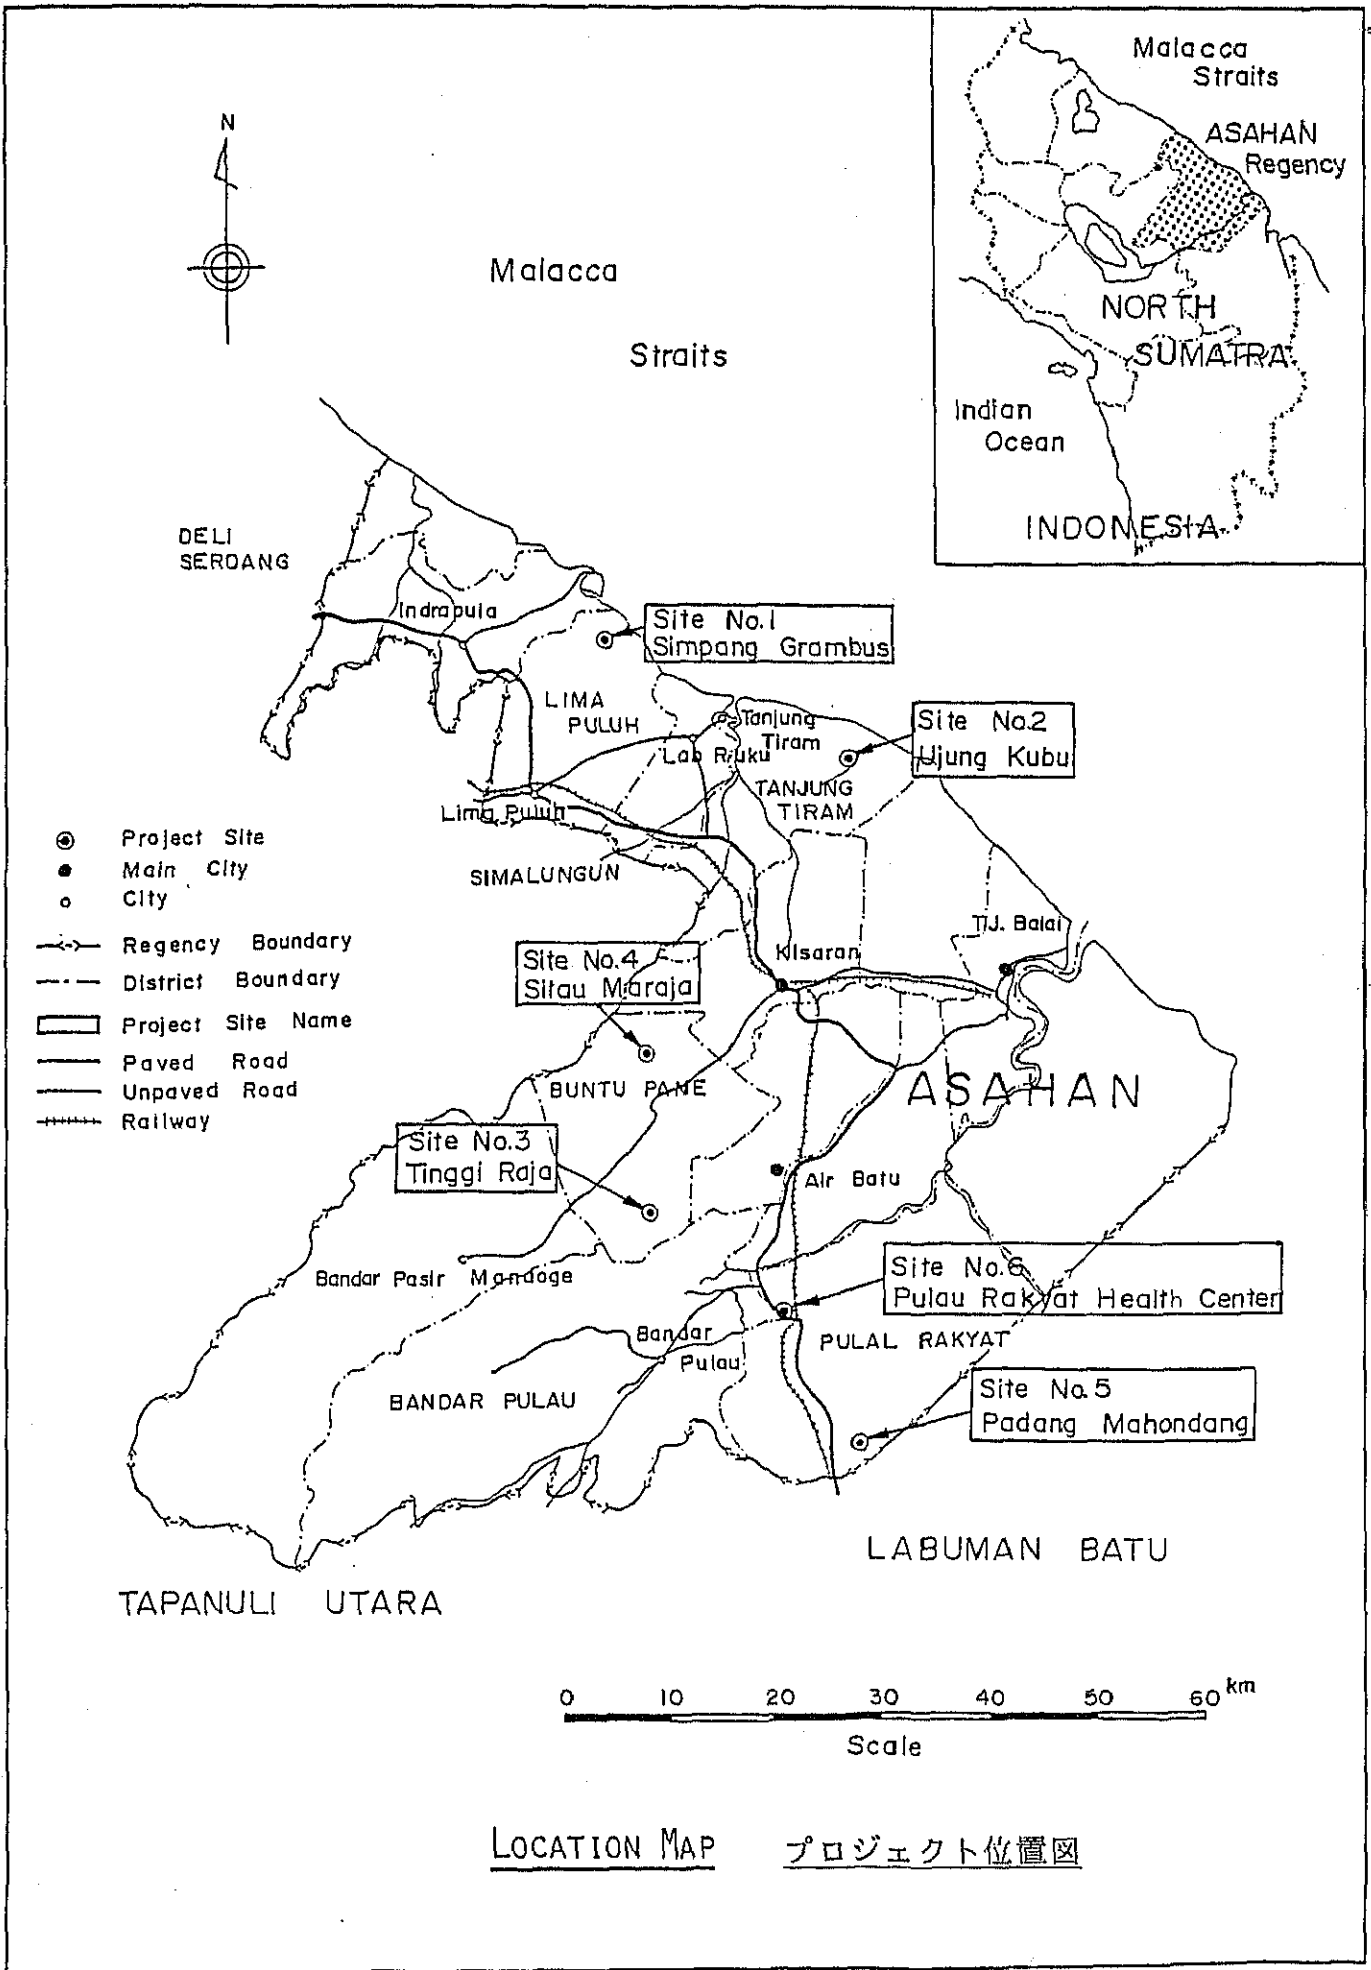 Malacca
Straits
ASAHAN
Regency
NORTH
SUMATRA
Indian
Ocean
INDONESIA
N
Malacca
Straits
DELI
SERDANG
Indrapula
Site No.1
Simpang Grambus
LIMA
PULUH
Tanjung
Tiram
Lab Ruku
Site No.2
Ujung Kubu
TANJUNG
TIRAM
Lima Puluh
SIMALUNGUN
Project Site
Main City
City
Regency Boundary
District Boundary
Project Site Name
Paved Road
Unpaved Road
Railway
TJ. Balai
Kisaran
Site No.4
Sitau Maraja
BUNTU PANE
ASAHAN
Site No.3
Tinggi Raja
Air Batu
Bandar Pasir Mandoge
Site No.6
Pulau Rakyat Health Center
Bandar
Pulau
PULAL RAKYAT
BANDAR PULAU
Site No.5
Padang Mahondang
LABUMAN BATU
TAPANULI UTARA
0 10 20 30 40 50 60 km
Scale
LOCATION MAP プロジェクト位置図